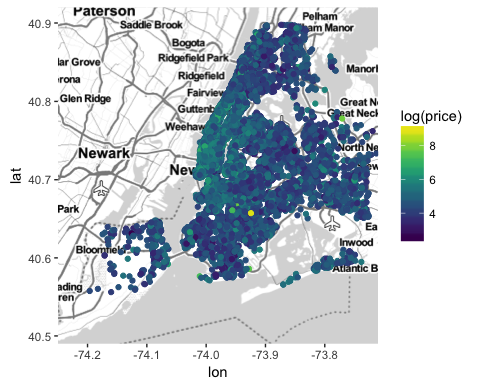 Paterson
Pelham
am Manor
Saddle Brook
Bogota
lar Grove
Ridgefield Park
Manorh
erona
Ridgefield
Glen Ridge
Fairview
Great Ne
Guttenb
Great Neck
Weehaw
Newark
North Ne
New
Park
Ea
Inwood
Bloomfiel
Atlantic B
ading
ren
40.9
40.8
40.7
40.6
40.5
lat
-74.2 -74.1 -74.0 -73.9 -73.8
lon
log(price)
8
6
4